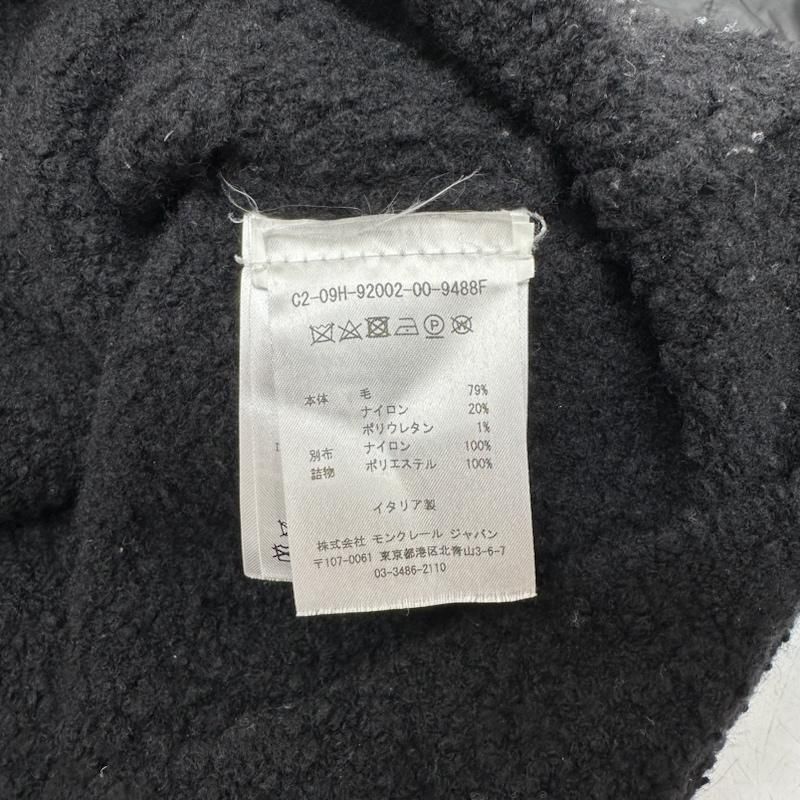 C2-09H-92002-00-9488F
P W
本体 毛 79%
ナイロン 20%
ポリウレタン 1%
別布 ナイロン 100%
詰物 ポリエステル 100%
イタリア製
株式会社 モンクレール ジャパン
〒107-0061 東京都港区北青山3-6-7
03-3486-2110